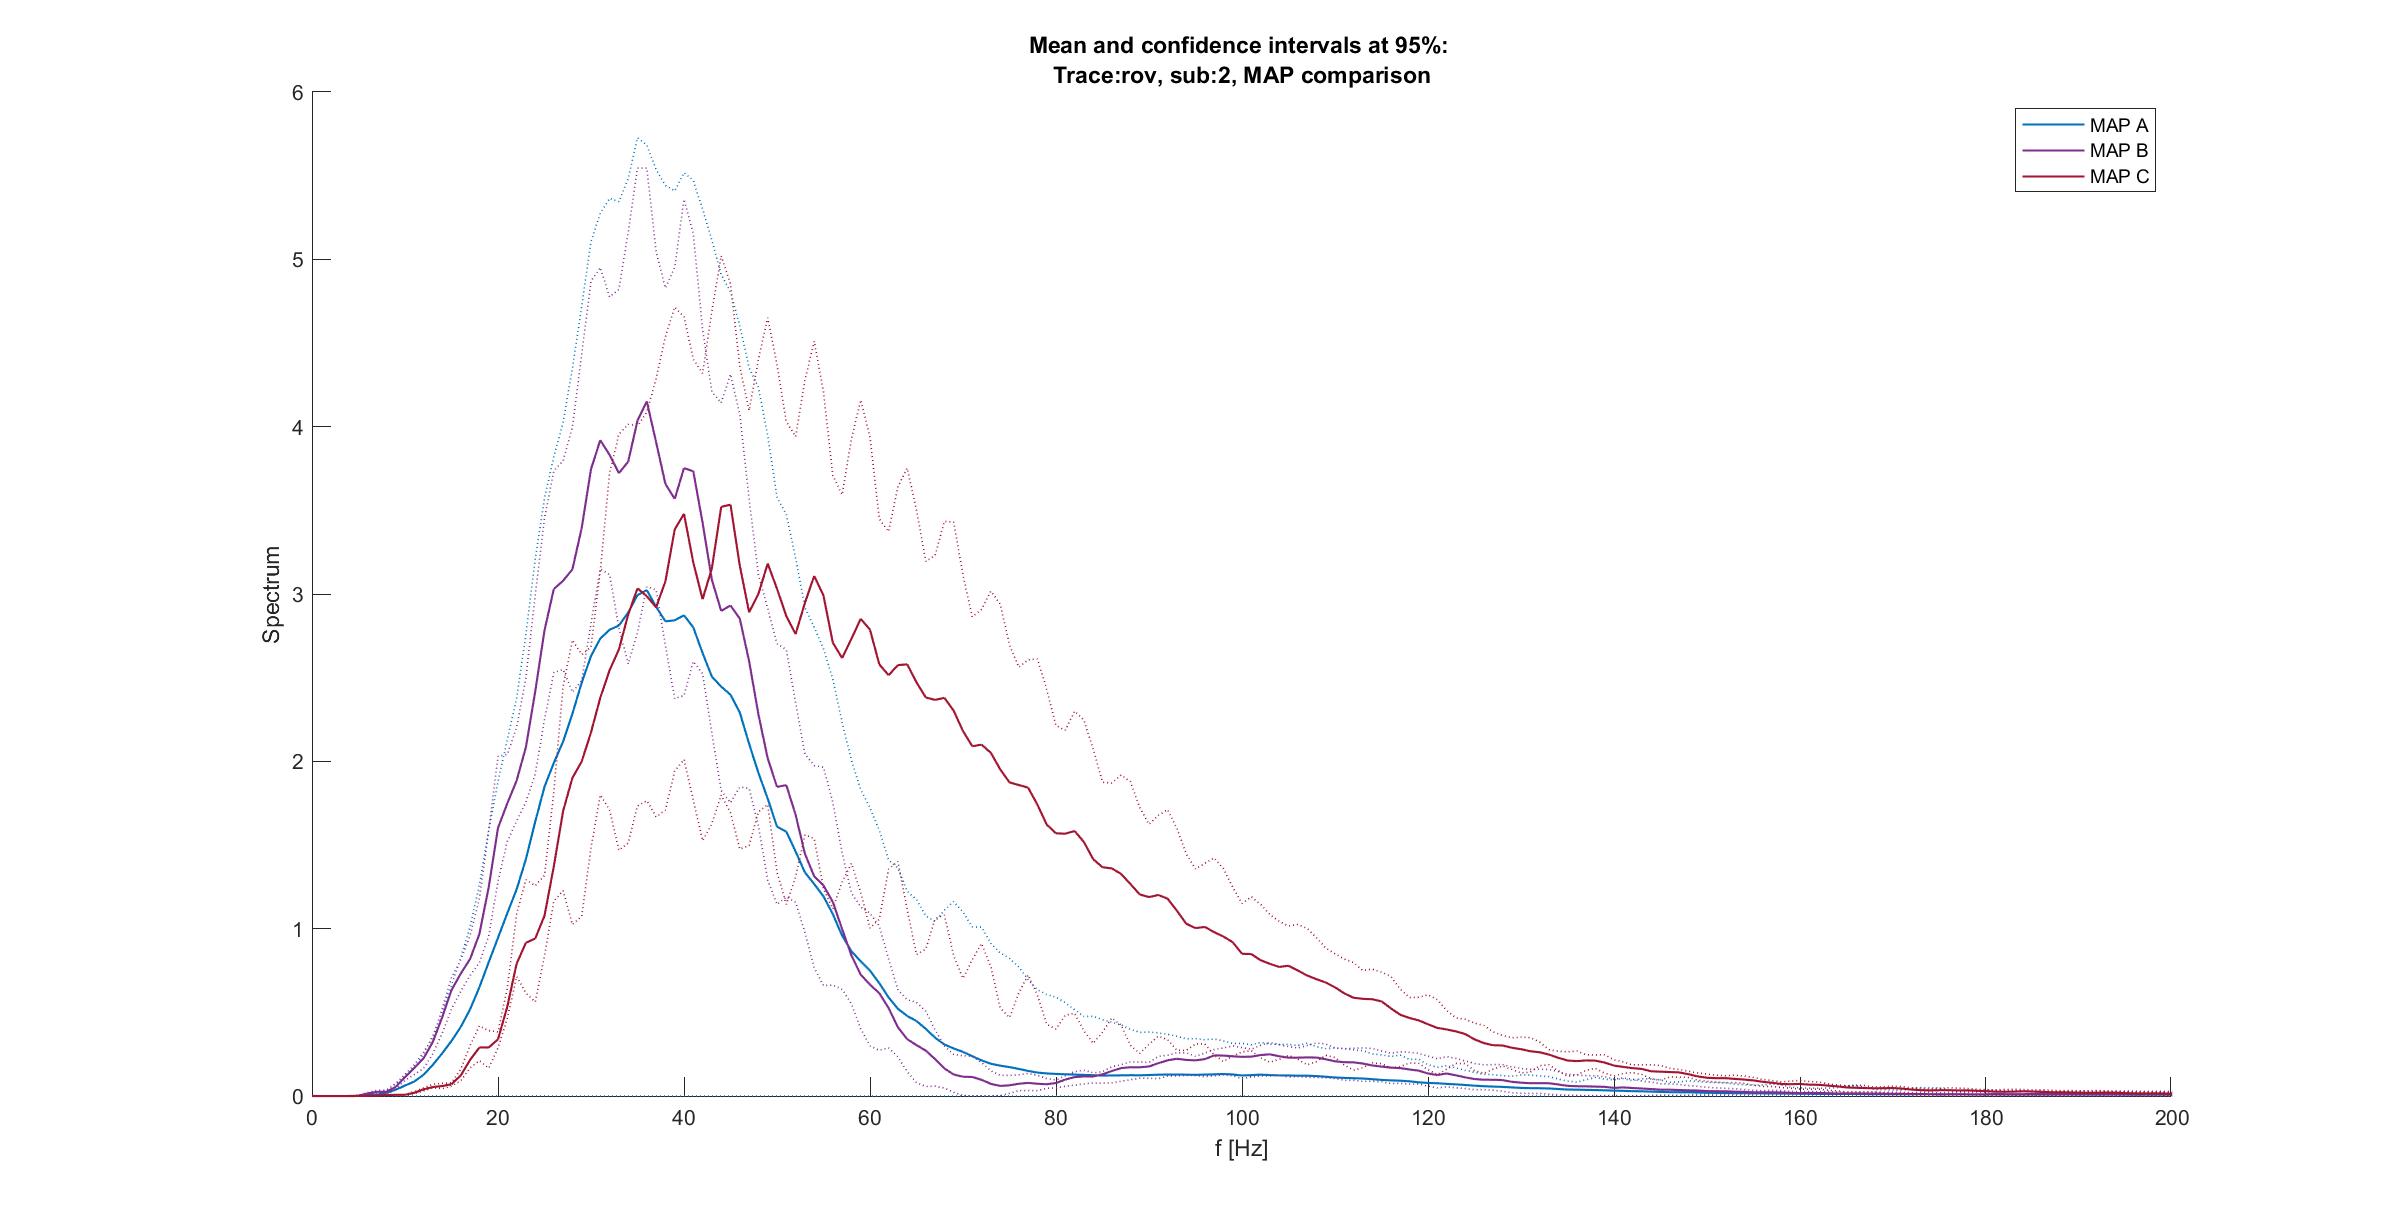 Mean and confidence intervals at 95%:
Trace:rov, sub:2, MAP comparison
MAP A
MAP B
MAP C
Spectrum
6
5
4
3
2
1
0
0 20 40 60 80 100 120 140 160 180 200
f [Hz]